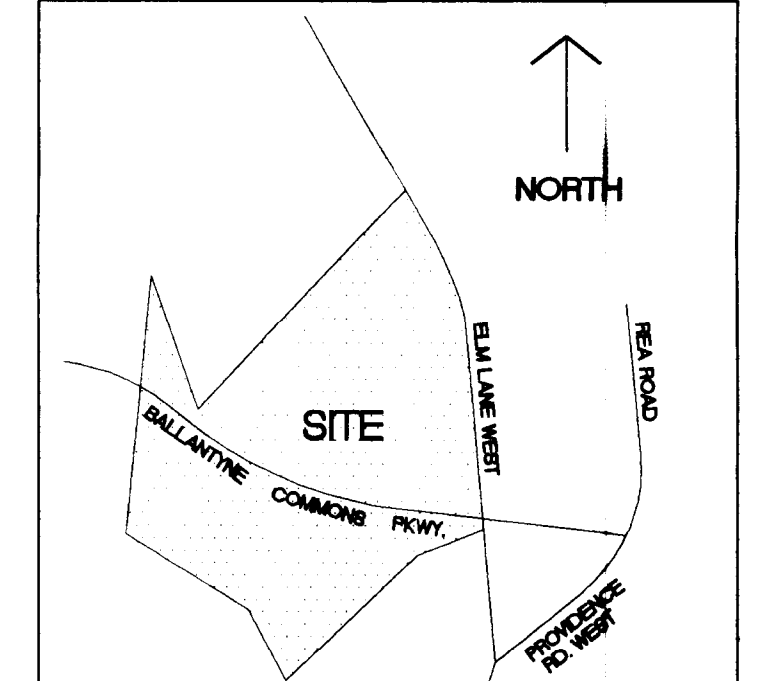 NORTH
ELM LANE WEST
REA ROAD
SITE
BALLANTYNE COMMONS PKWY.
PROVIDENCE
RD. WEST